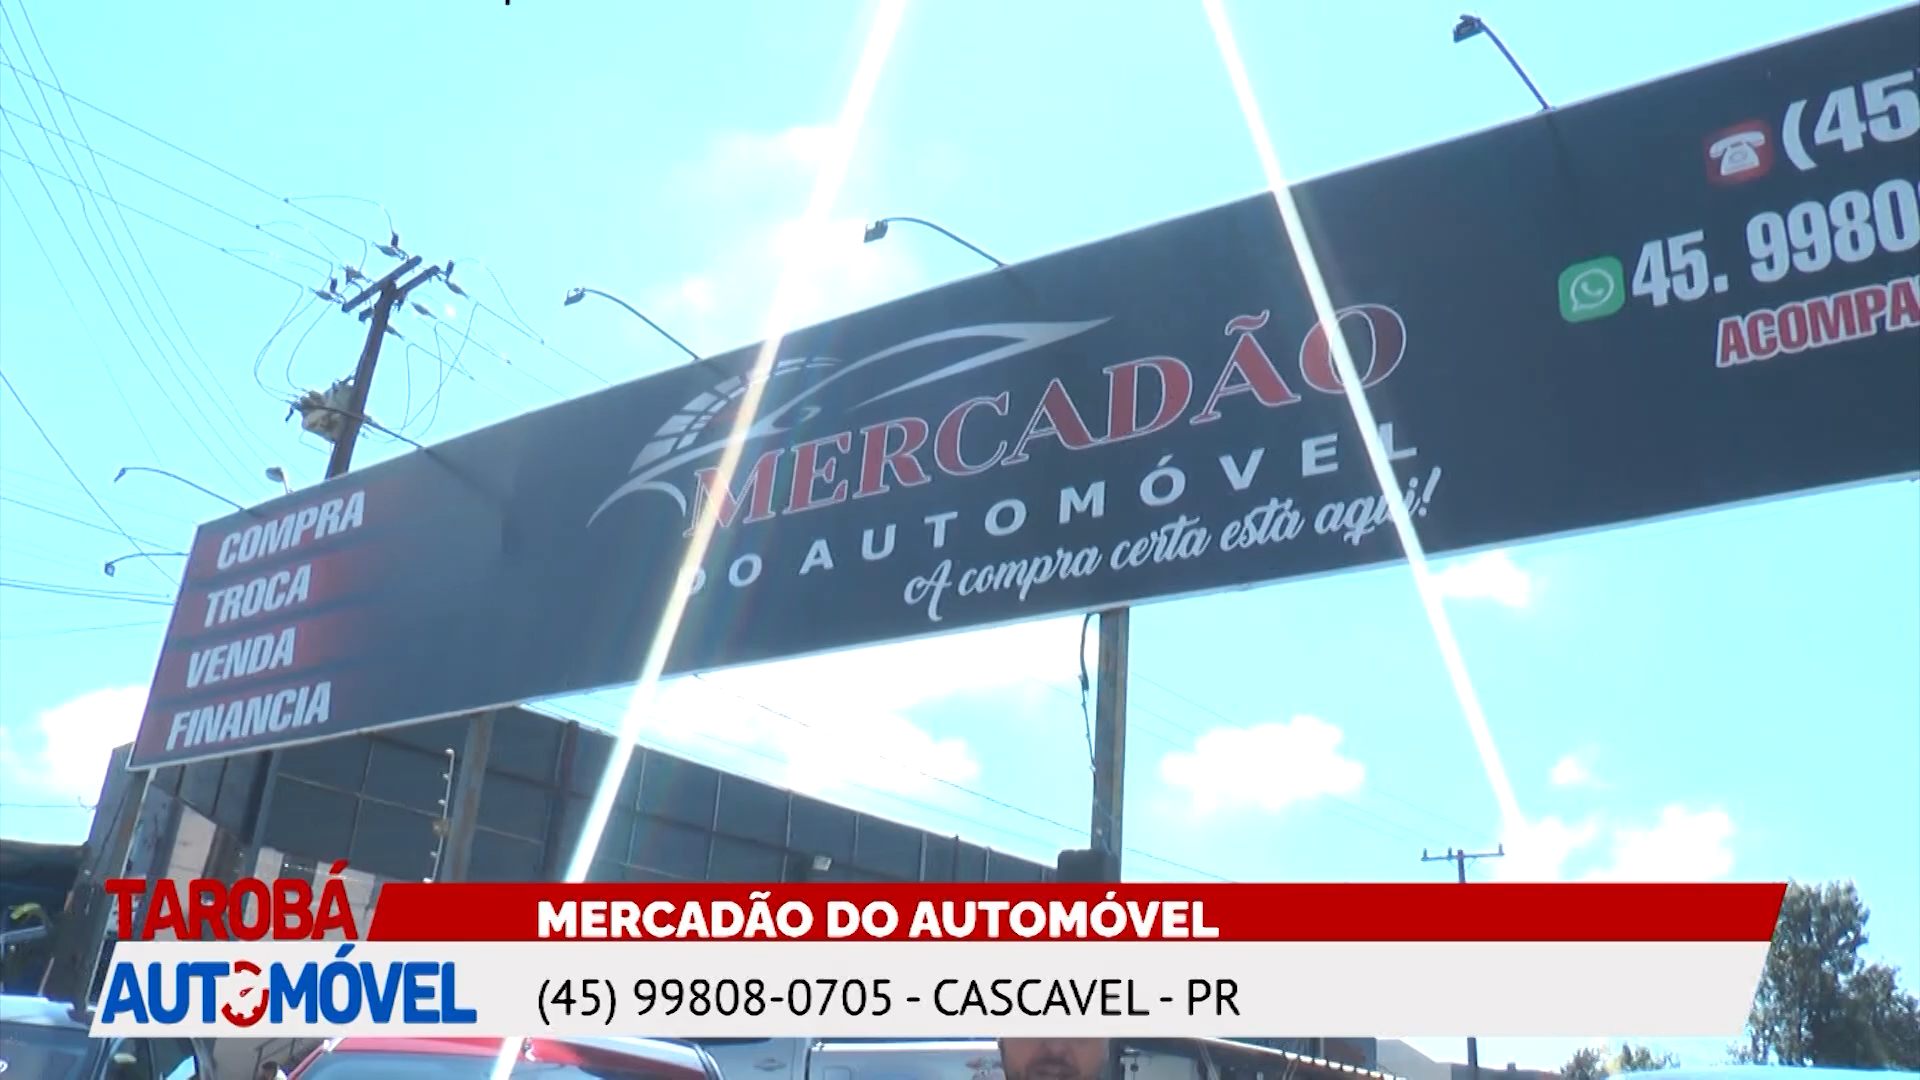 (45)
45. 9980
ACOMPA
MERCADÃO
DO AUTOMÓVEL
A compra certa está aqui!
COMPRA
TROCA
VENDA
FINANCIA
TAROBÁ
AUTOMÓVEL
MERCADÃO DO AUTOMÓVEL
(45) 99808-0705 - CASCAVEL - PR